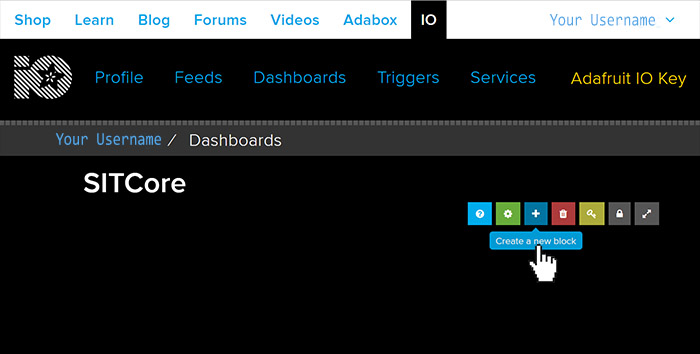 Shop Learn Blog Forums Videos Adabox IO Your Username
IO Profile Feeds Dashboards Triggers Services Adafruit IO Key
Your Username / Dashboards
SITCore
?
Create a new block